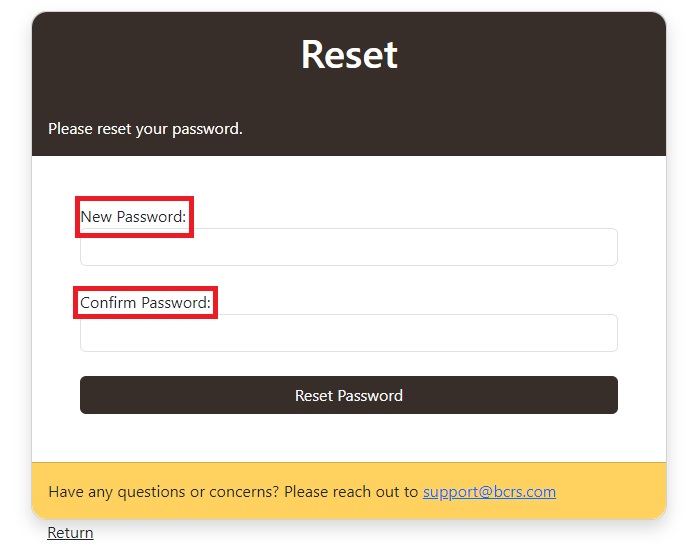 Reset
Please reset your password.
New Password:
Confirm Password:
Reset Password
Have any questions or concerns? Please reach out to support@bcrs.com
Return